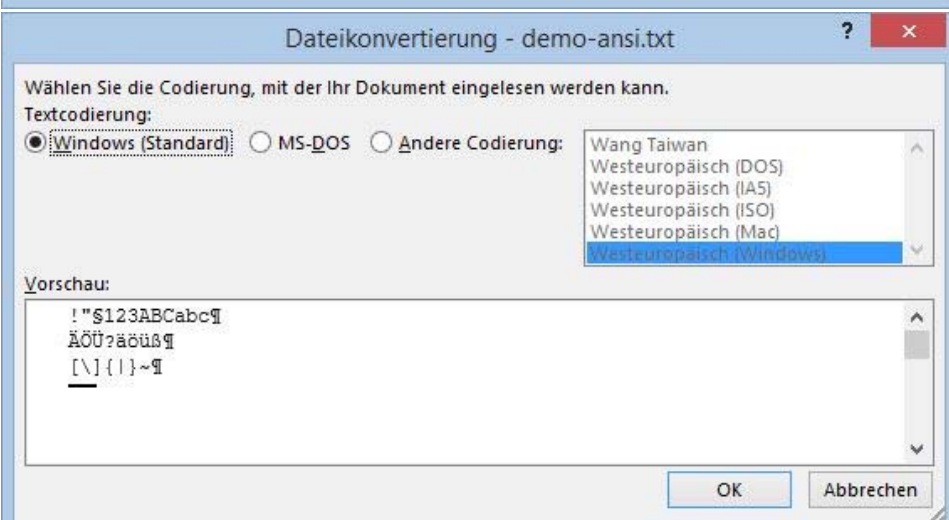 Dateikonvertierung - demo-ansi.txt
? ×
Wählen Sie die Codierung, mit der Ihr Dokument eingelesen werden kann.
Textcodierung:
Windows (Standard) MS-DOS Andere Codierung:
Wang Taiwan
Westeuropäisch (DOS)
Westeuropäisch (IA5)
Westeuropäisch (ISO)
Westeuropäisch (Mac)
Westeuropäisch (Windows)
Vorschau:
!"§123ABCabc¶
ÄÖÜ?äöüß¶
[\]{|}~¶
OK Abbrechen